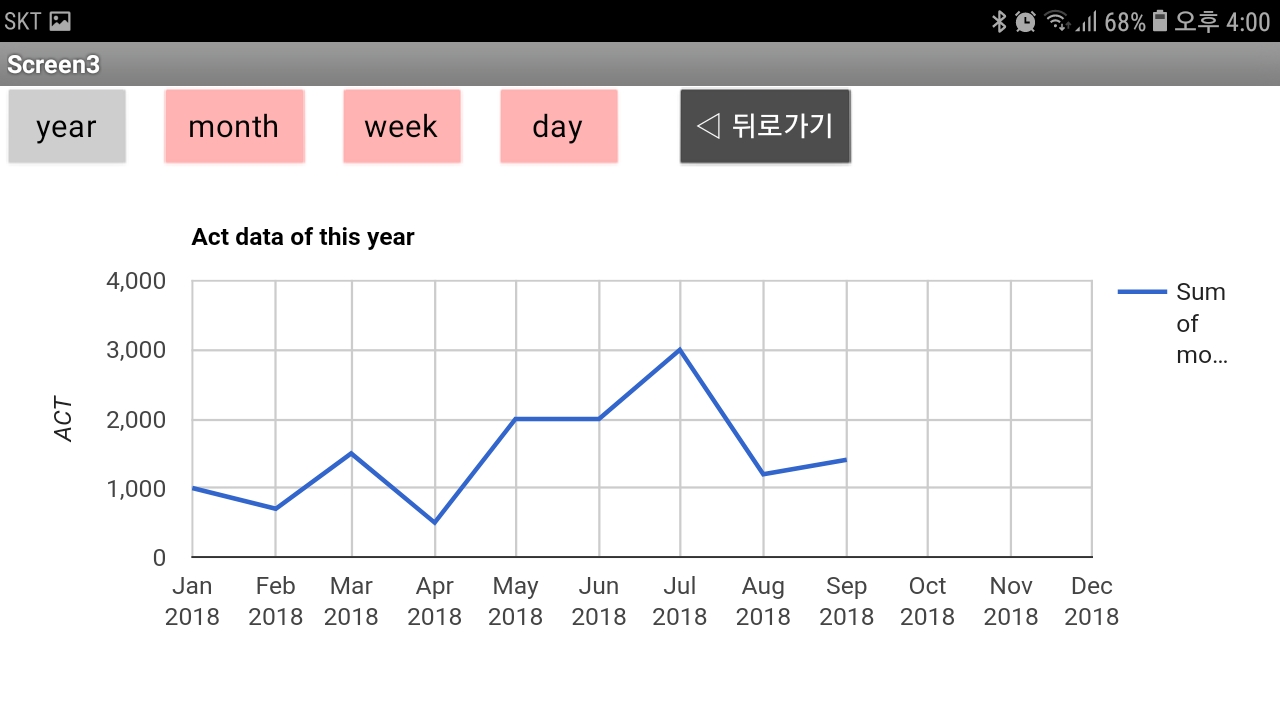 SKT 68% 오후 4:00
Screen3
year month week day ◁ 뒤로가기
Act data of this year
4,000
3,000
2,000
1,000
0
ACT
Sum
of
mo...
Jan Feb Mar Apr May Jun Jul Aug Sep Oct Nov Dec
2018 2018 2018 2018 2018 2018 2018 2018 2018 2018 2018 2018